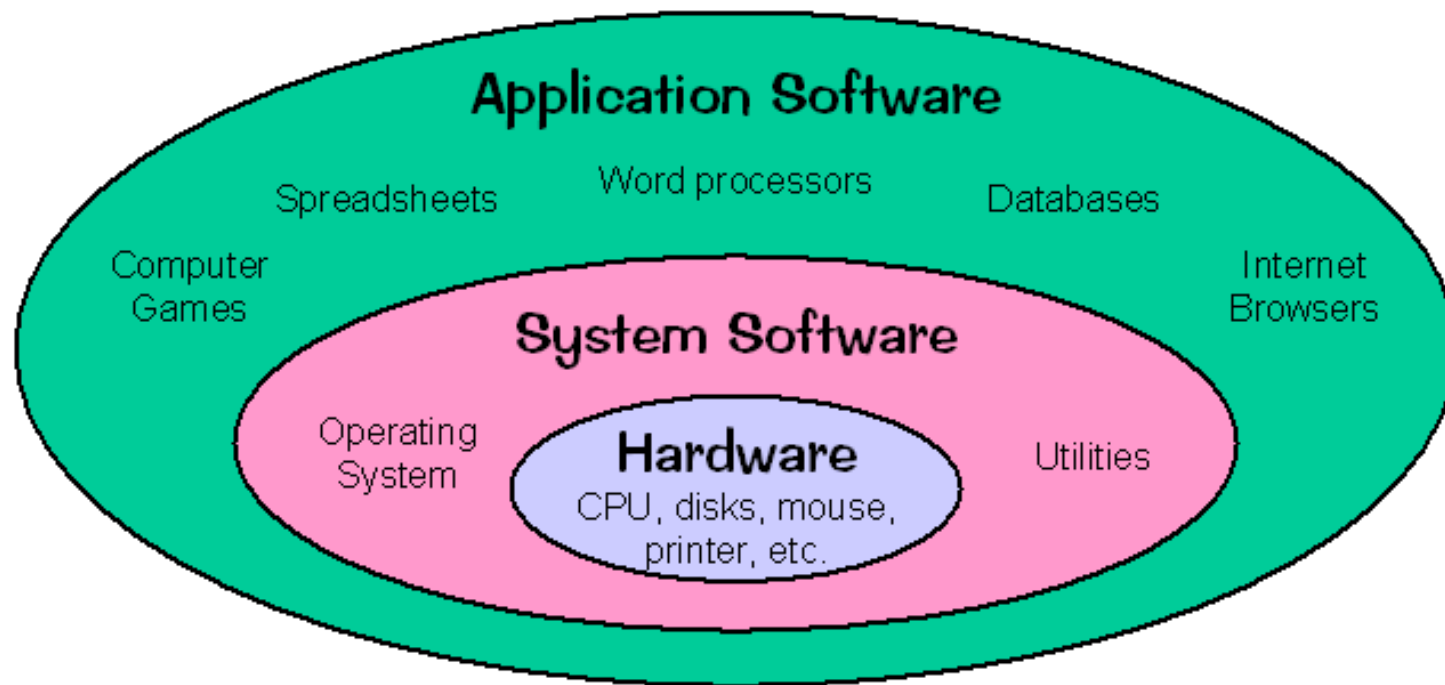 Application Software
Word processors
Spreadsheets
Databases
Computer
Games
Internet
Browsers
System Software
Operating
System
Utilities
Hardware
CPU, disks, mouse,
printer, etc.